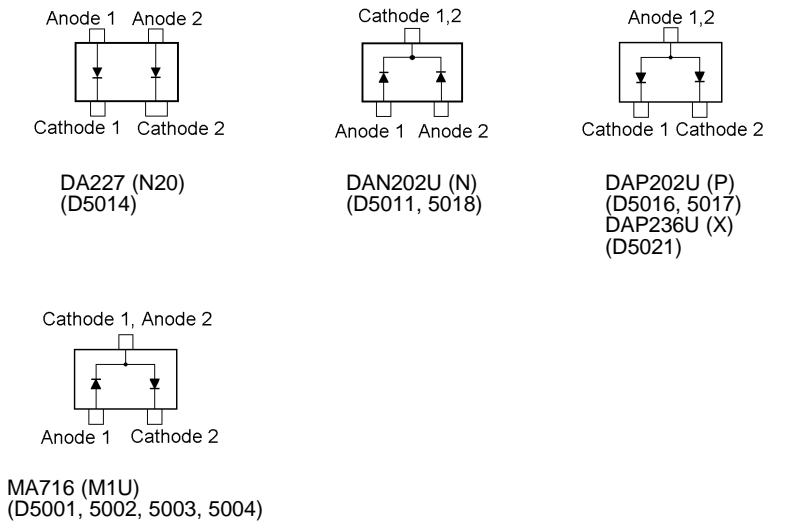 Anode 1 Anode 2
Cathode 1 Cathode 2
DA227 (N20)
(D5014)
Cathode 1,2
Anode 1 Anode 2
DAN202U (N)
(D5011, 5018)
Anode 1,2
Cathode 1 Cathode 2
DAP202U (P)
(D5016, 5017)
DAP236U (X)
(D5021)
Cathode 1, Anode 2
Anode 1 Cathode 2
MA716 (M1U)
(D5001, 5002, 5003, 5004)